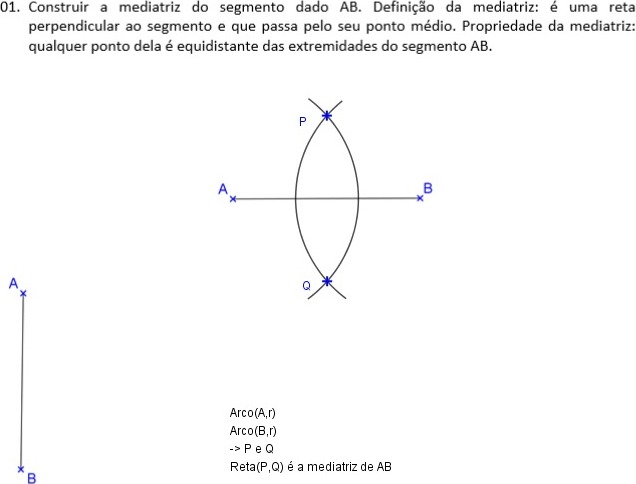 01. Construir a mediatriz do segmento dado AB. Definição da mediatriz: é uma reta
perpendicular ao segmento e que passa pelo seu ponto médio. Propriedade da mediatriz:
qualquer ponto dela é equidistante das extremidades do segmento AB.
P
A
B
Q
A
B
Arco(A,r)
Arco(B,r)
-> P e Q
Reta(P,Q) é a mediatriz de AB